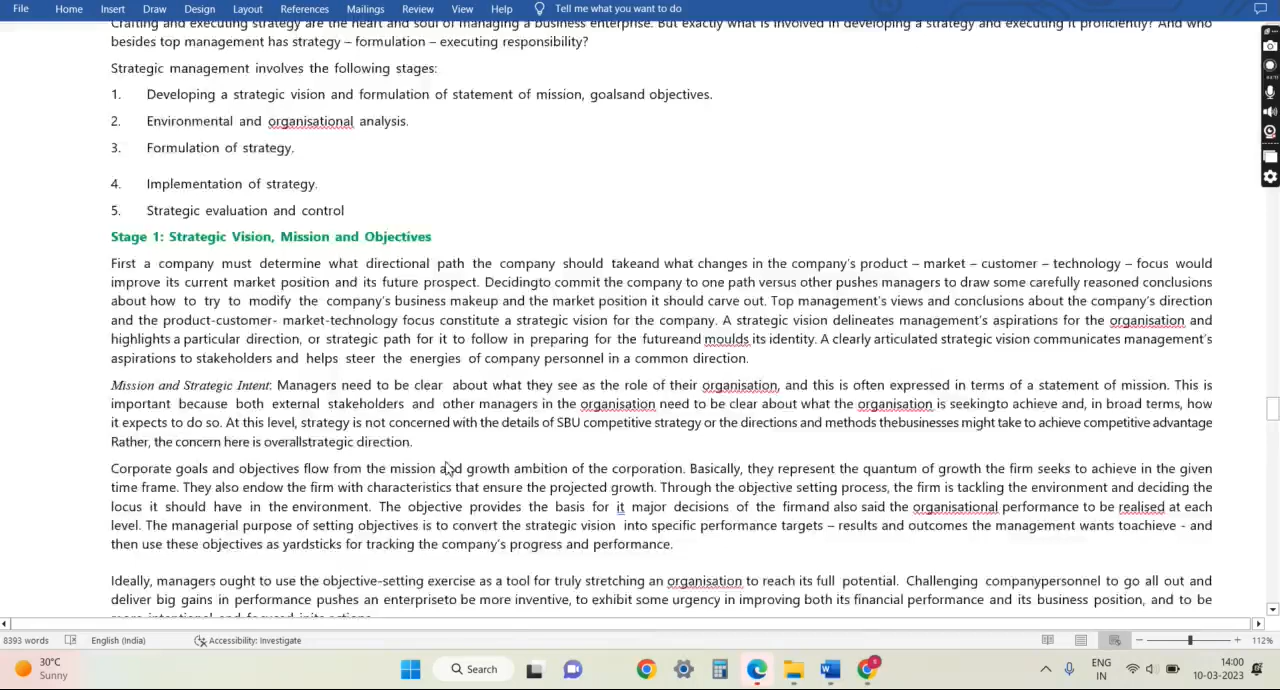 File Home Insert Draw Design Layout References Mailings Review View Help Tell me what you want to do
Crafting and executing strategy are the heart and soul of managing a business enterprise. But exactly what is involved in developing a strategy and executing it proficiently? And who
besides top management has strategy – formulation – executing responsibility?
Strategic management involves the following stages:
1. Developing a strategic vision and formulation of statement of mission, goalsand objectives.
2. Environmental and organisational analysis.
3. Formulation of strategy.
4. Implementation of strategy.
5. Strategic evaluation and control
Stage 1: Strategic Vision, Mission and Objectives
First a company must determine what directional path the company should takeand what changes in the company's product – market – customer – technology – focus would
improve its current market position and its future prospect. Decidingto commit the company to one path versus other pushes managers to draw some carefully reasoned conclusions
about how to try to modify the company's business makeup and the market position it should carve out. Top management's views and conclusions about the company's direction
and the product-customer- market-technology focus constitute a strategic vision for the company. A strategic vision delineates management's aspirations for the organisation and
highlights a particular direction, or strategic path for it to follow in preparing for the futureand moulds its identity. A clearly articulated strategic vision communicates management's
aspirations to stakeholders and helps steer the energies of company personnel in a common direction.
Mission and Strategic Intent: Managers need to be clear about what they see as the role of their organisation, and this is often expressed in terms of a statement of mission. This is
important because both external stakeholders and other managers in the organisation need to be clear about what the organisation is seekingto achieve and, in broad terms, how
it expects to do so. At this level, strategy is not concerned with the details of SBU competitive strategy or the directions and methods thebusinesses might take to achieve competitive advantage
Rather, the concern here is overallstrategic direction.
Corporate goals and objectives flow from the mission and growth ambition of the corporation. Basically, they represent the quantum of growth the firm seeks to achieve in the given
time frame. They also endow the firm with characteristics that ensure the projected growth. Through the objective setting process, the firm is tackling the environment and deciding the
locus it should have in the environment. The objective provides the basis for it major decisions of the firmand also said the organisational performance to be realised at each
level. The managerial purpose of setting objectives is to convert the strategic vision into specific performance targets – results and outcomes the management wants toachieve - and
then use these objectives as yardsticks for tracking the company's progress and performance.
Ideally, managers ought to use the objective-setting exercise as a tool for truly stretching an organisation to reach its full potential. Challenging companypersonnel to go all out and
deliver big gains in performance pushes an enterpriseto be more inventive, to exhibit some urgency in improving both its financial performance and its business position, and to be
more intentional and focused inits actions.
8393 words English (India) Accessibility: Investigate 112%
30°C
Sunny
Search
ENG
IN
14:00
10-03-2023